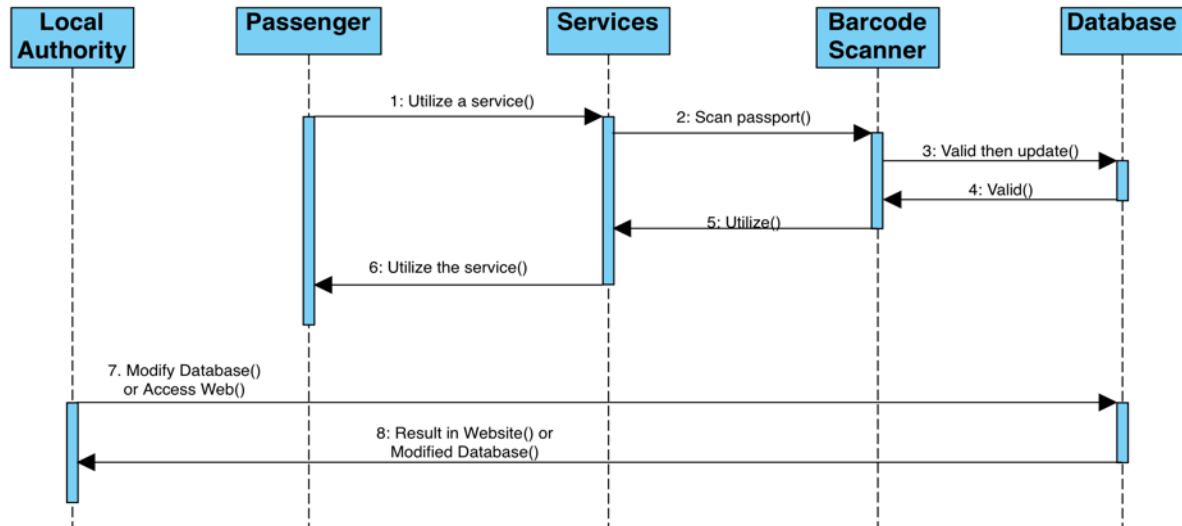 Local
Authority
Passenger
Services
Barcode
Scanner
Database
1: Utilize a service()
2: Scan passport()
3: Valid then update()
4: Valid()
5: Utilize()
6: Utilize the service()
7. Modify Database()
or Access Web()
8: Result in Website() or
Modified Database()